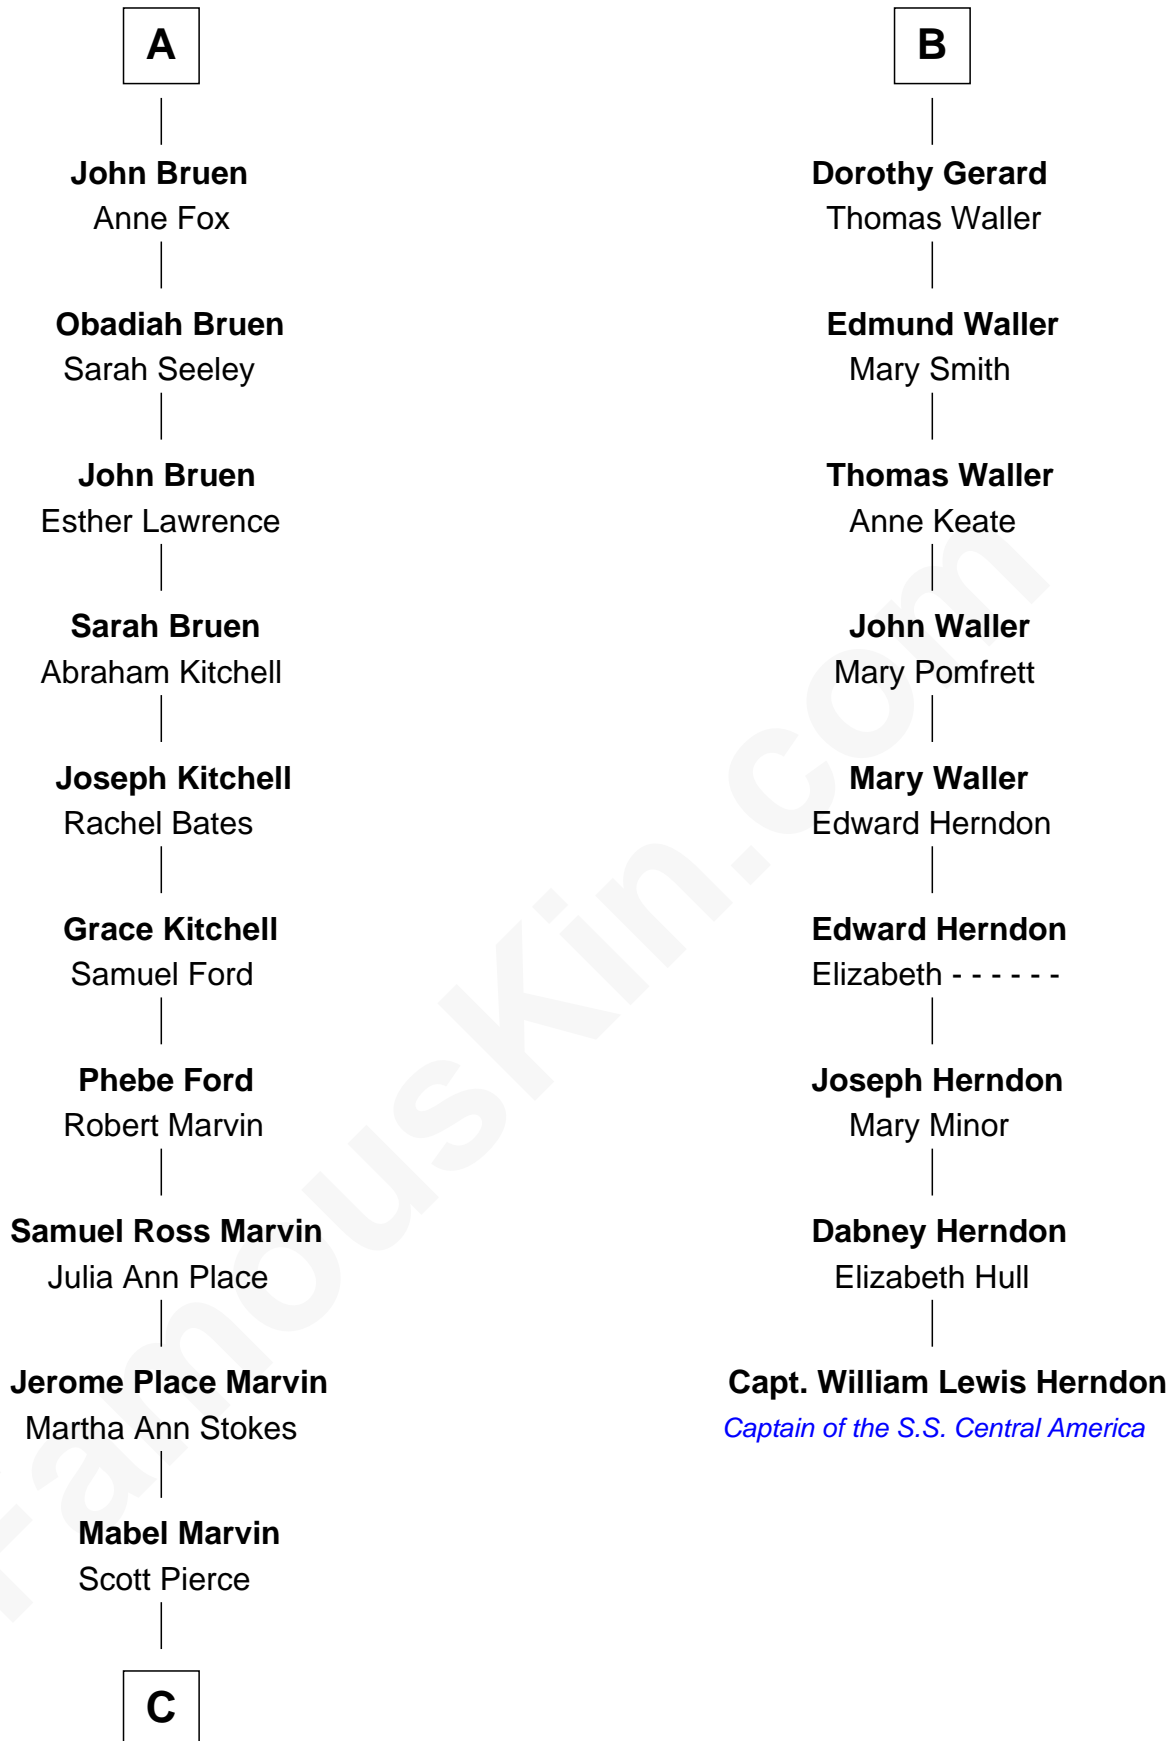 A
John Bruen
Anne Fox
Obadiah Bruen
Sarah Seeley
John Bruen
Esther Lawrence
Sarah Bruen
Abraham Kitchell
Joseph Kitchell
Rachel Bates
Grace Kitchell
Samuel Ford
Phebe Ford
Robert Marvin
Samuel Ross Marvin
Julia Ann Place
Jerome Place Marvin
Martha Ann Stokes
Mabel Marvin
Scott Pierce
C
B
Dorothy Gerard
Thomas Waller
Edmund Waller
Mary Smith
Thomas Waller
Anne Keate
John Waller
Mary Pomfrett
Mary Waller
Edward Herndon
Edward Herndon
Elizabeth - - - - - -
Joseph Herndon
Mary Minor
Dabney Herndon
Elizabeth Hull
Capt. William Lewis Herndon
Captain of the S.S. Central America
FamousKin.com